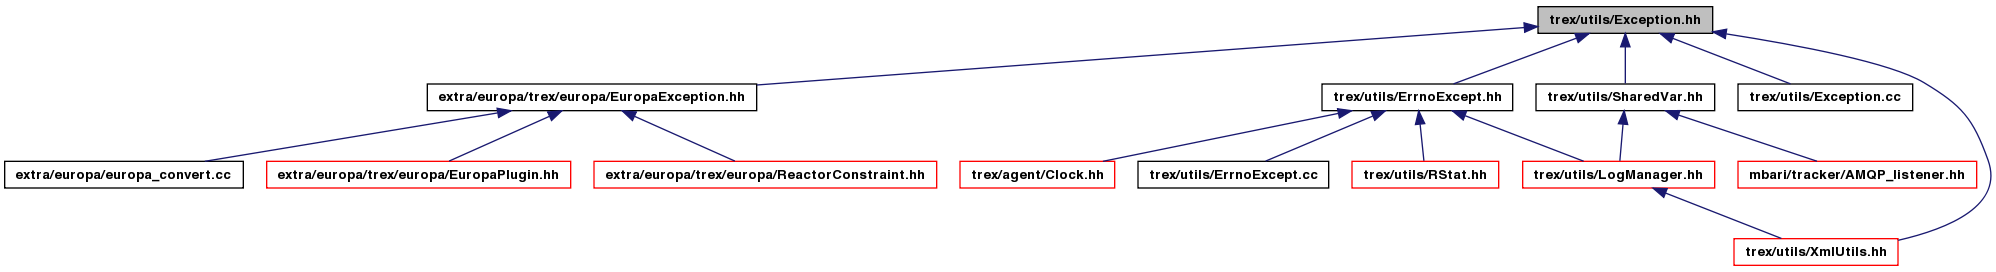 trex/utils/Exception.hh
extra/europa/trex/europa/EuropaException.hh
trex/utils/ErrnoExcept.hh
trex/utils/SharedVar.hh
trex/utils/Exception.cc
extra/europa/europa_convert.cc
extra/europa/trex/europa/EuropaPlugin.hh
extra/europa/trex/europa/ReactorConstraint.hh
trex/agent/Clock.hh
trex/utils/ErrnoExcept.cc
trex/utils/RStat.hh
trex/utils/LogManager.hh
mbari/tracker/AMQP_listener.hh
trex/utils/XmlUtils.hh